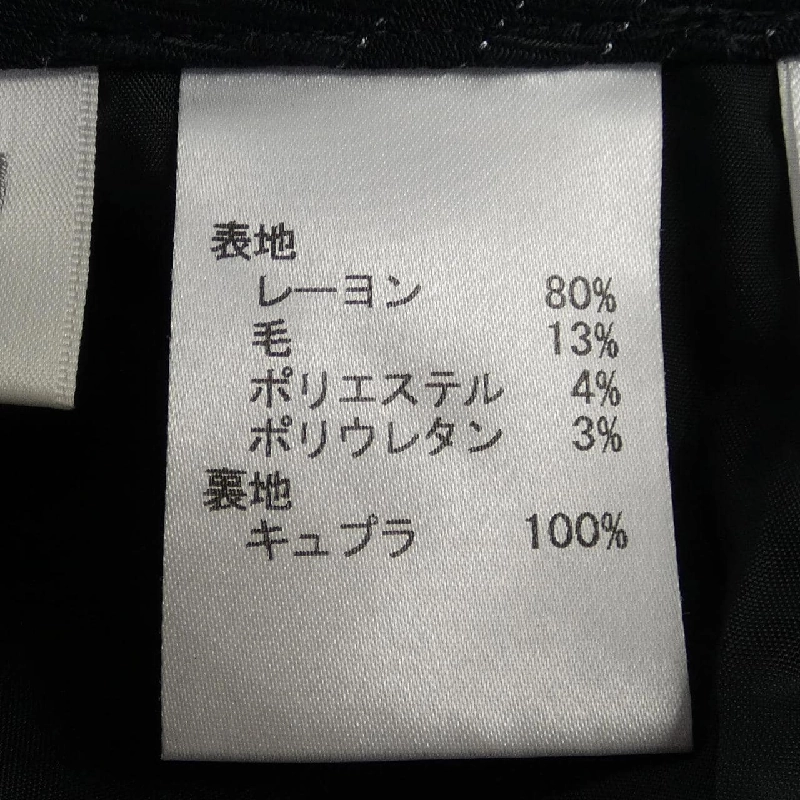 表地
レーヨン 80%
毛 13%
ポリエステル 4%
ポリウレタン 3%
裏地
キュプラ 100%